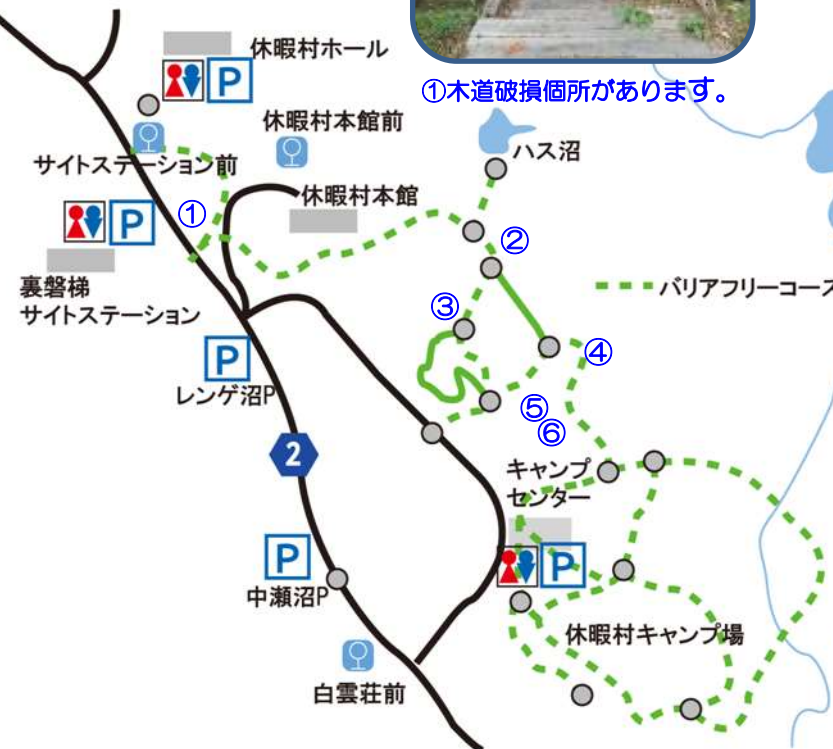 ①木道破損個所があります。
休暇村ホール
P
休暇村本館前
サイトステーション前
ハス沼
休暇村本館
①
P
②
裏磐梯
サイトステーション
バリアフリーコース
③
P
④
レンゲ沼P
⑤
⑥
2
キャンプ
センター
P
P
中瀬沼P
休暇村キャンプ場
白雲荘前